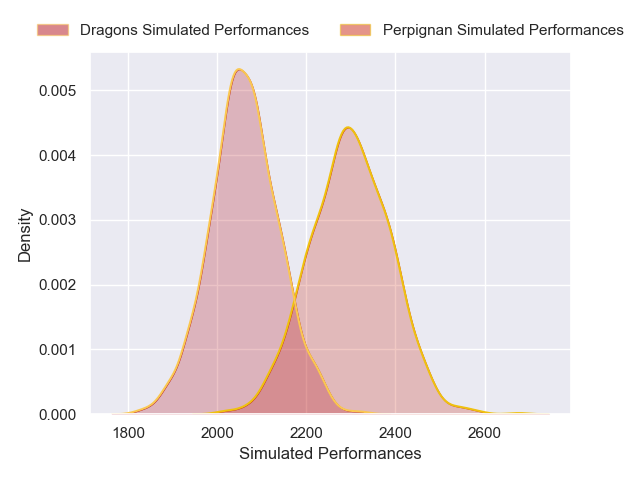 Dragons Simulated Performances
Perpignan Simulated Performances
Density
0.005
0.004
0.003
0.002
0.001
0.000
1800
2000
2200
2400
2600
Simulated Performances